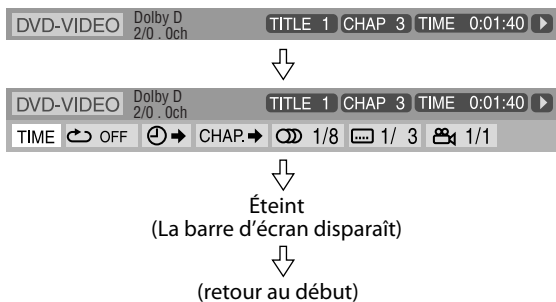 DVD-VIDEO Dolby D 2/0 . 0ch TITLE 1 CHAP 3 TIME 0:01:40
DVD-VIDEO Dolby D 2/0 . 0ch TITLE 1 CHAP 3 TIME 0:01:40
TIME OFF CHAP. 1/8 1/ 3 1/1
Éteint
(La barre d’écran disparaît)
(retour au début)